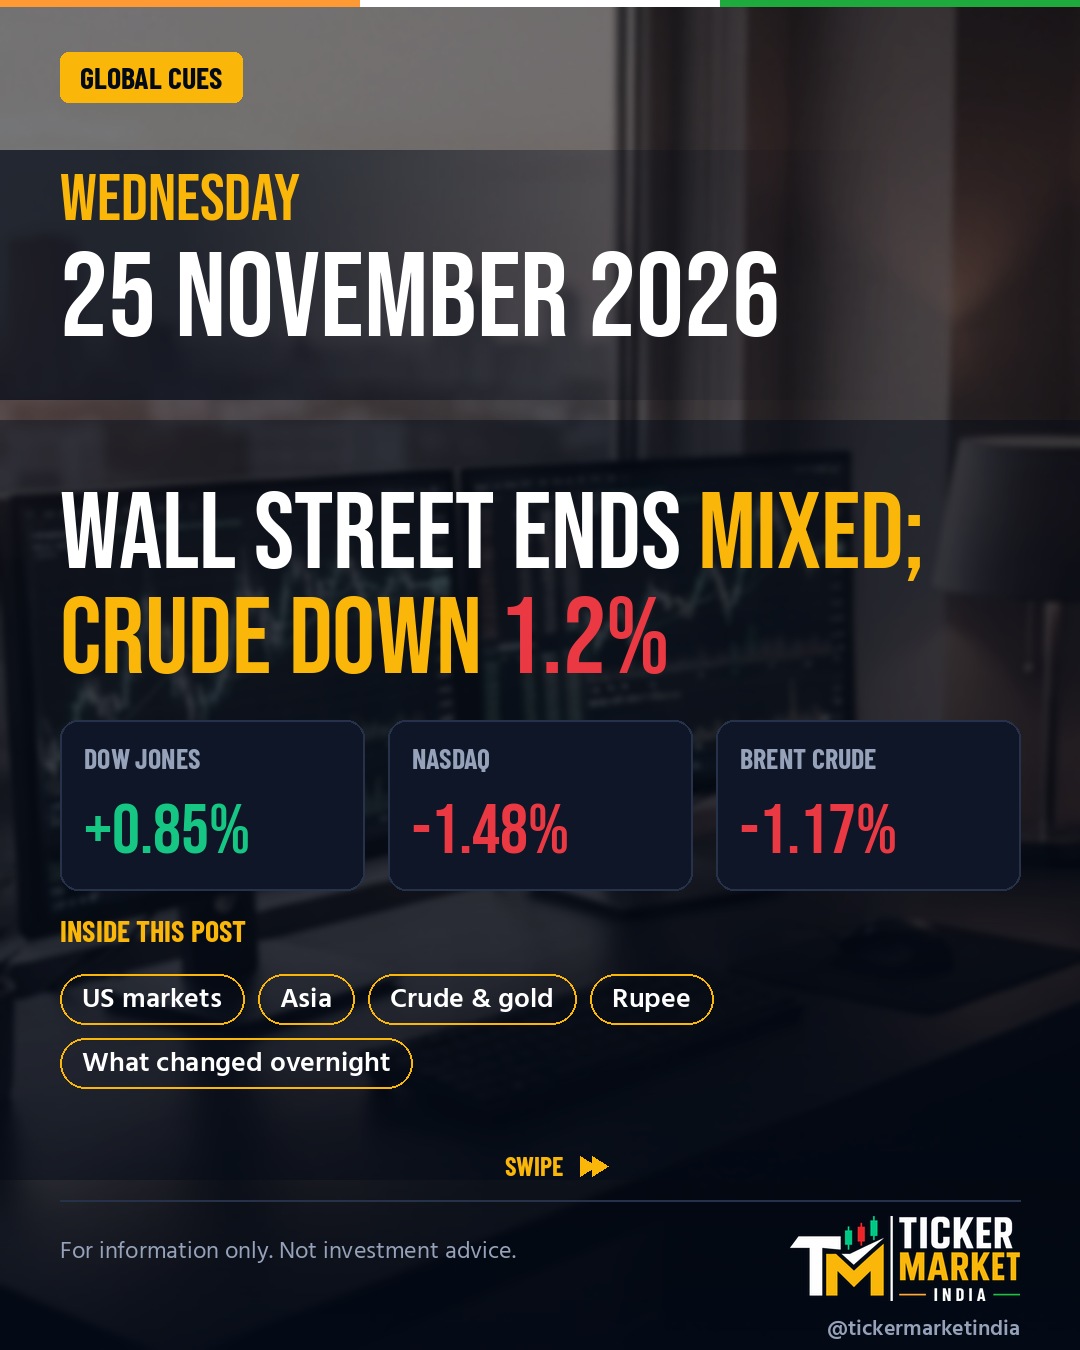 GLOBAL CUES
WEDNESDAY
25 NOVEMBER 2026
WALL STREET ENDS MIXED;
CRUDE DOWN 1.2%
DOW JONES
+0.85%
NASDAQ
-1.48%
BRENT CRUDE
-1.17%
INSIDE THIS POST
US markets
Asia
Crude & gold
Rupee
What changed overnight
SWIPE
For information only. Not investment advice.
TM
TICKER
MARKET
INDIA
@tickermarketindia